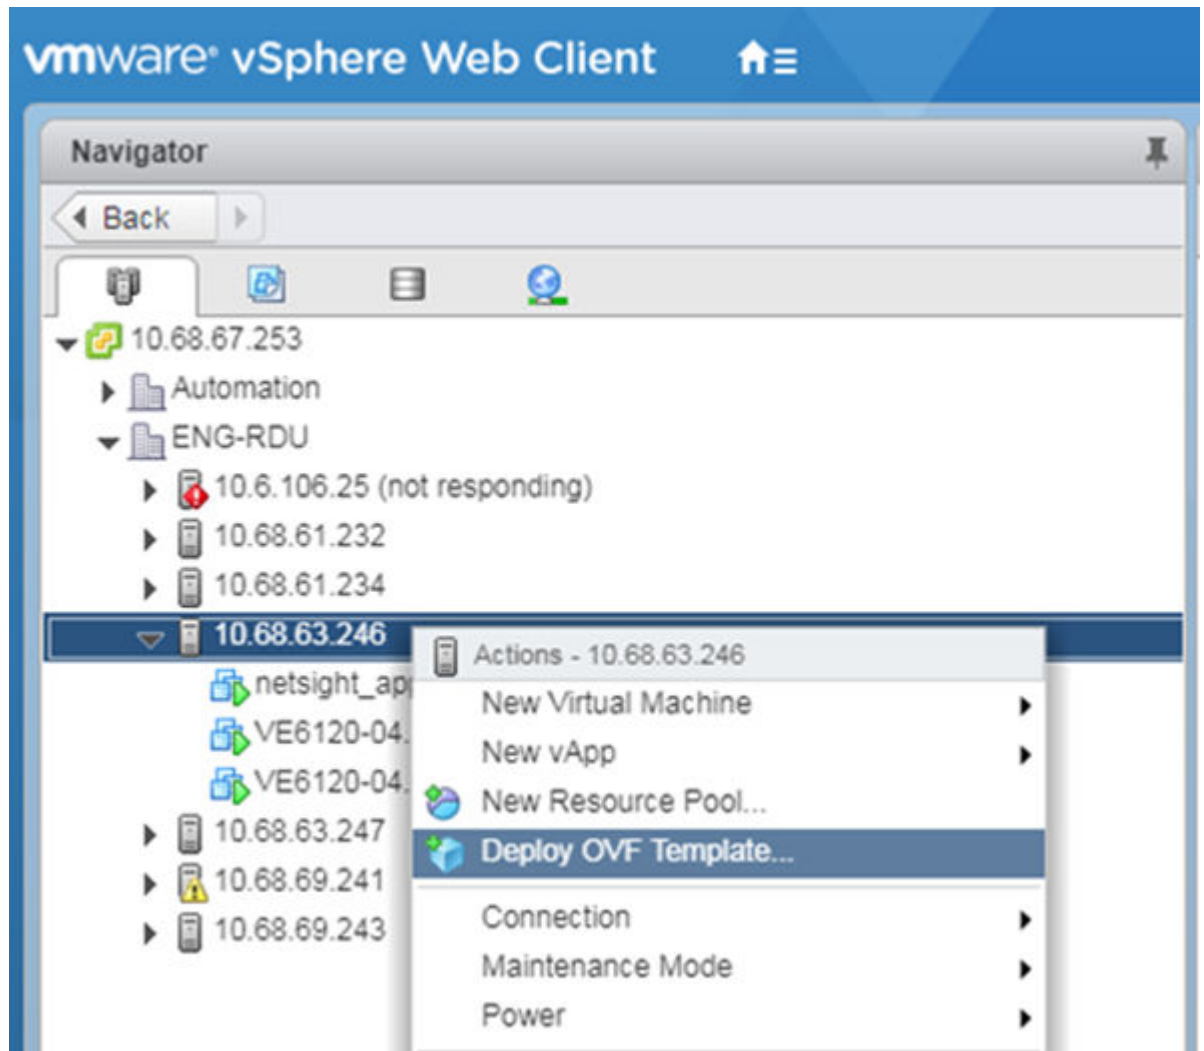 vmware® vSphere Web Client
Navigator
Back
10.68.67.253
Automation
ENG-RDU
10.6.106.25 (not responding)
10.68.61.232
10.68.61.234
10.68.63.246
Actions - 10.68.63.246
netsight_ap
New Virtual Machine
VE6120-04.
New vApp
VE6120-04.
New Resource Pool...
10.68.63.247
Deploy OVF Template...
10.68.69.241
10.68.69.243
Connection
Maintenance Mode
Power